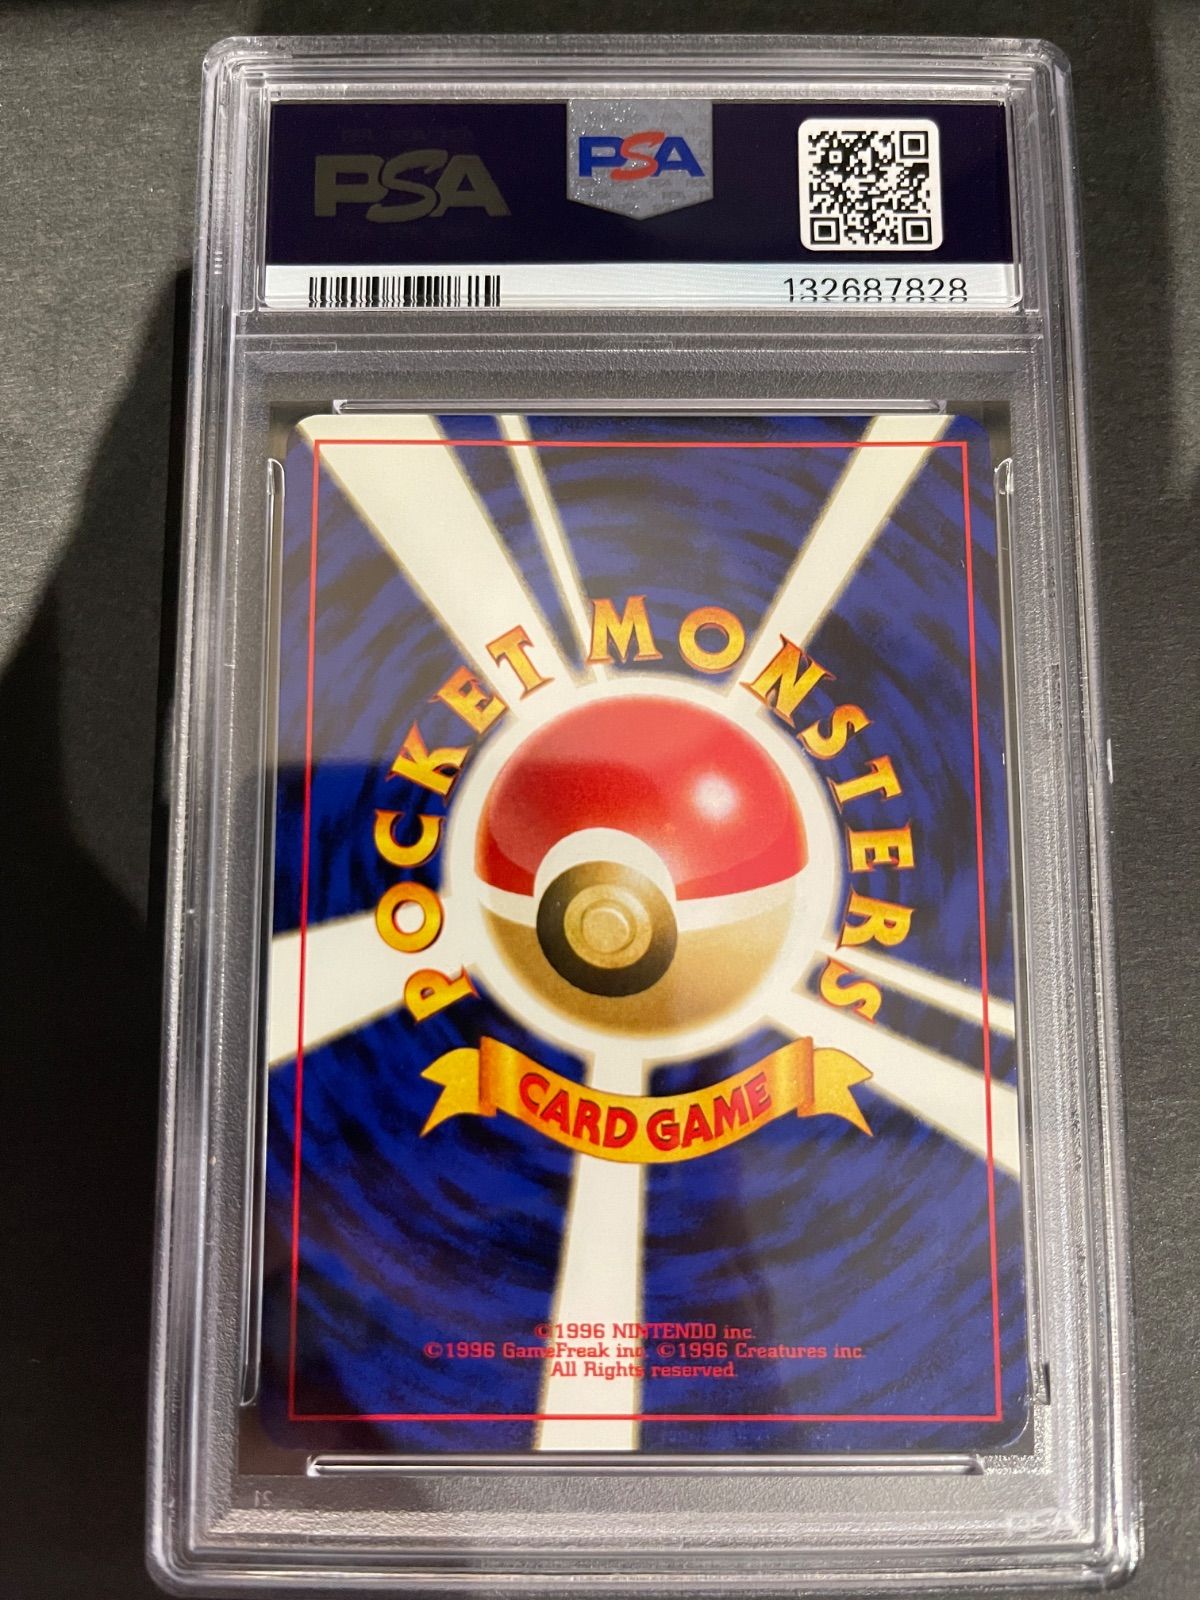 PSA
PSA
132687828
POCKET MONSTERS
CARD GAME
©1996 NINTENDO inc.
©1996 GameFreak inc. ©1996 Creatures inc.
All Rights reserved.
21